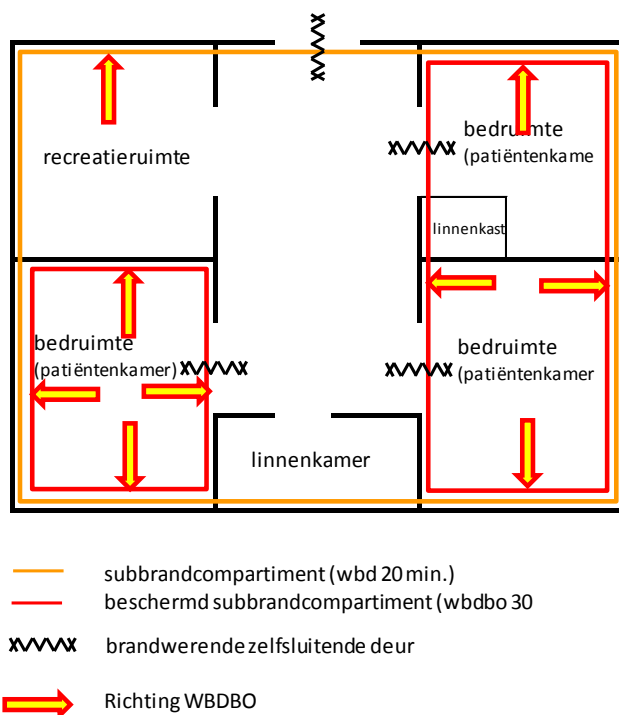 bedruimte
(patiëntenkame
recreatieruimte
linnenkast
bedruimte
(patiëntenkamer)
bedruimte
(patiëntenkamer
linnenkamer
subbrandcompartiment (wbd 20 min.)
beschermd subbrandcompartiment (wbdbo 30
brandwerende zelfsluitende deur
Richting WBDBO